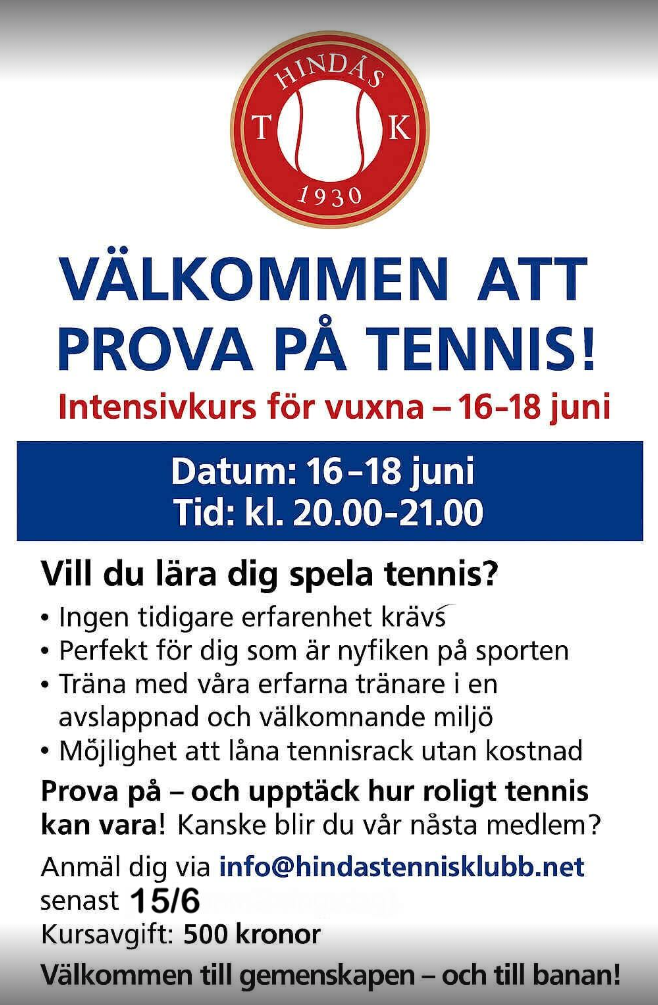 HINDÅS
T K
1930
VÄLKOMMEN ATT
PROVA PÅ TENNIS!
Intensivkurs för vuxna – 16-18 juni
Datum: 16-18 juni
Tid: kl. 20.00-21.00
Vill du lära dig spela tennis?
• Ingen tidigare erfarenhet krävs
• Perfekt för dig som är nyfiken på sporten
• Träna med våra erfarna tränare i en
avslappnad och välkomnande miljö
• Möjlighet att låna tennisrack utan kostnad
Prova på – och upptäck hur roligt tennis
kan vara! Kanske blir du vår nåsta medlem?
Anmäl dig via info@hindastennisklubb.net
senast 15/6
Kursavgift: 500 kronor
Välkommen till gemenskapen – och till banan!